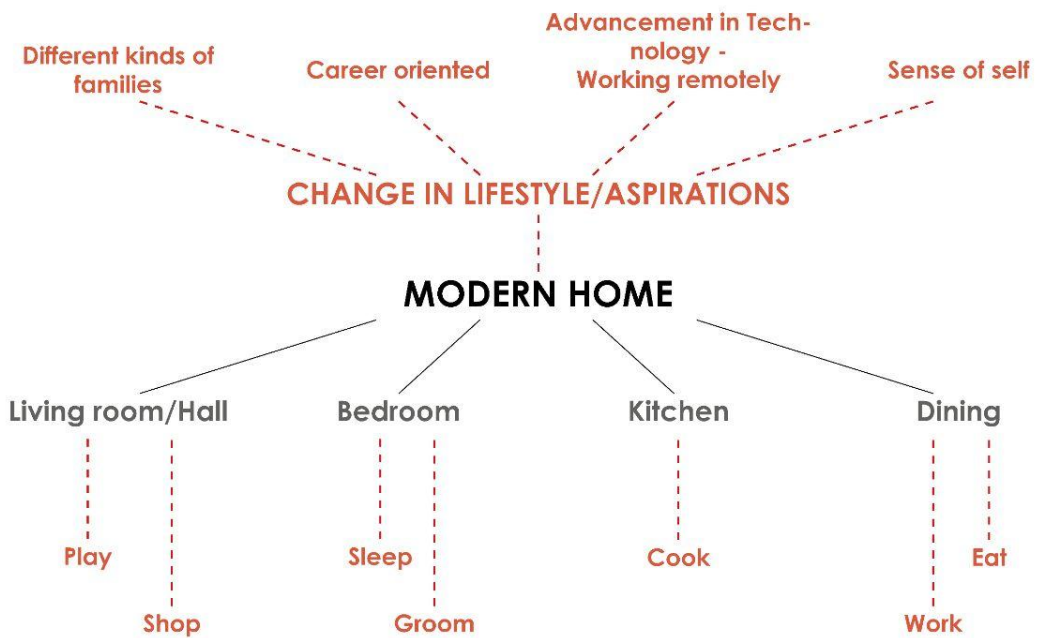 Different kinds of
families
Career oriented
Advancement in Tech-
nology -
Working remotely
Sense of self
CHANGE IN LIFESTYLE/ASPIRATIONS
MODERN HOME
Living room/Hall
Bedroom
Kitchen
Dining
Play
Sleep
Cook
Eat
Shop
Groom
Work